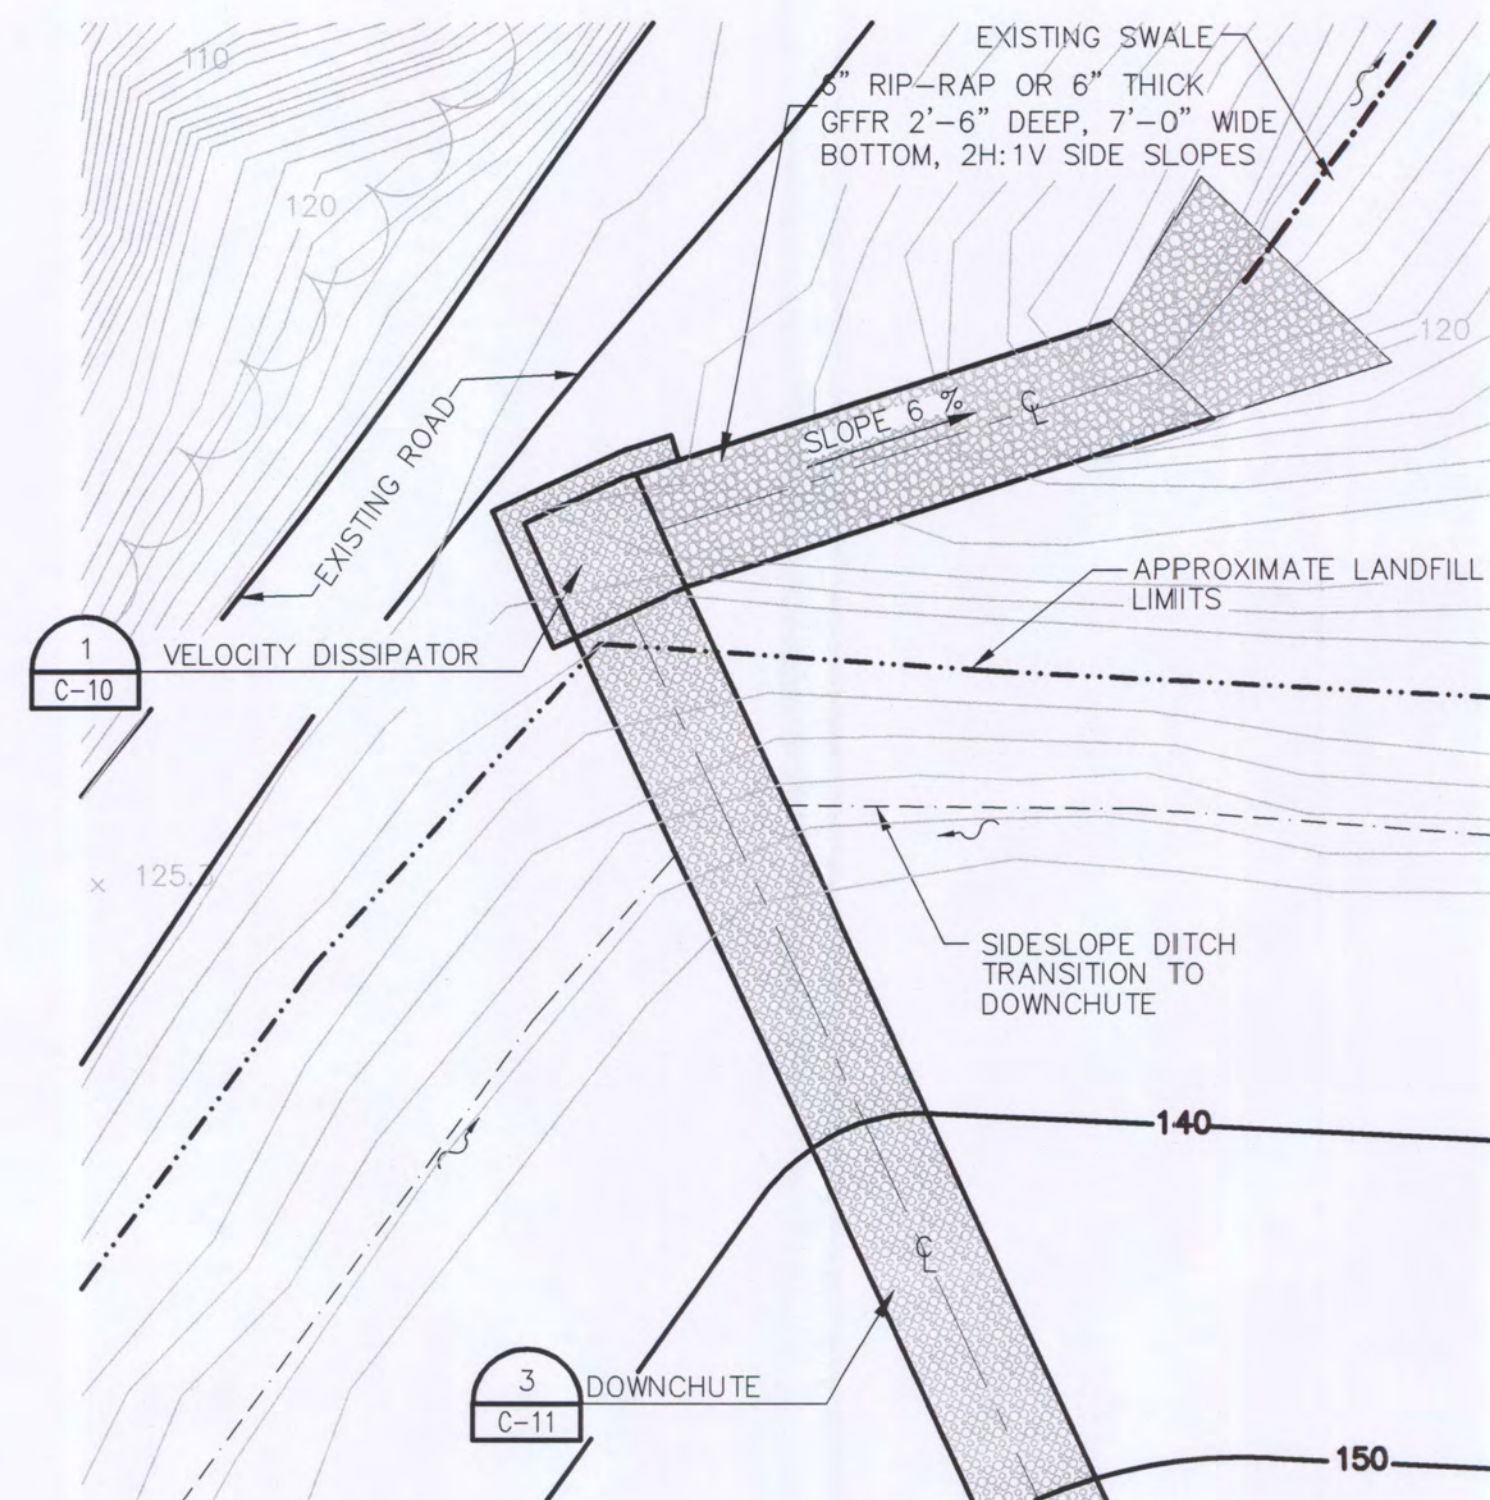 110
EXISTING SWALE
6" RIP-RAP OR 6" THICK
GFFR 2'-6" DEEP, 7'-0" WIDE
BOTTOM, 2H:1V SIDE SLOPES
120
120
SLOPE 6 %
℄
EXISTING ROAD
APPROXIMATE LANDFILL
LIMITS
1
C-10
VELOCITY DISSIPATOR
× 125.
SIDESLOPE DITCH
TRANSITION TO
DOWNCHUTE
140
℄
3
C-11
DOWNCHUTE
150